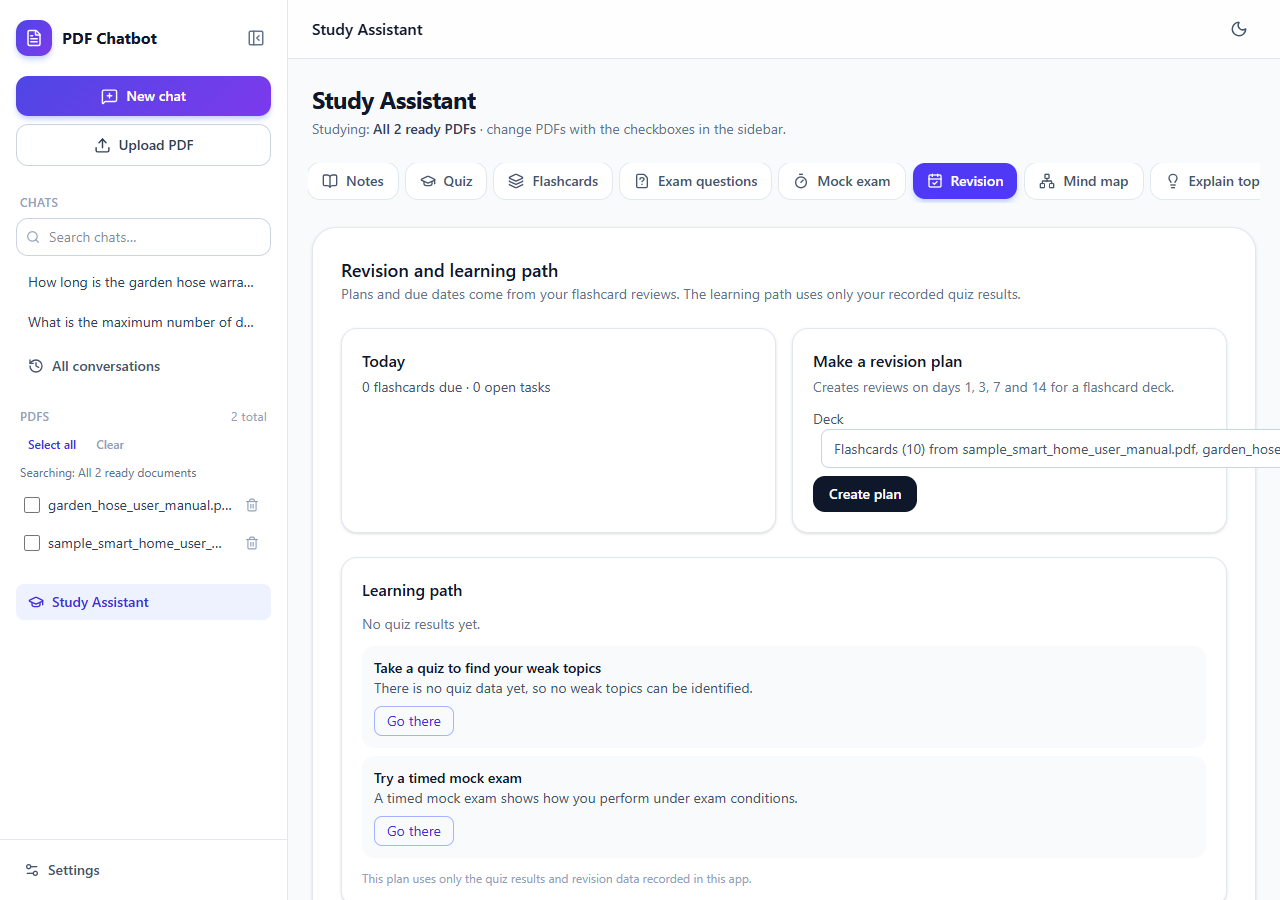 PDF Chatbot
New chat
Upload PDF
CHATS
Search chats...
How long is the garden hose warra...
What is the maximum number of d...
All conversations
PDFS 2 total
Select all Clear
Searching: All 2 ready documents
garden_hose_user_manual.p...
sample_smart_home_user_...
Study Assistant
Settings
Study Assistant
Study Assistant
Studying: All 2 ready PDFs · change PDFs with the checkboxes in the sidebar.
Notes Quiz Flashcards Exam questions Mock exam Revision Mind map Explain top
Revision and learning path
Plans and due dates come from your flashcard reviews. The learning path uses only your recorded quiz results.
Today
0 flashcards due · 0 open tasks
Make a revision plan
Creates reviews on days 1, 3, 7 and 14 for a flashcard deck.
Deck
Flashcards (10) from sample_smart_home_user_manual.pdf, garden_hose
Create plan
Learning path
No quiz results yet.
Take a quiz to find your weak topics
There is no quiz data yet, so no weak topics can be identified.
Go there
Try a timed mock exam
A timed mock exam shows how you perform under exam conditions.
Go there
This plan uses only the quiz results and revision data recorded in this app.